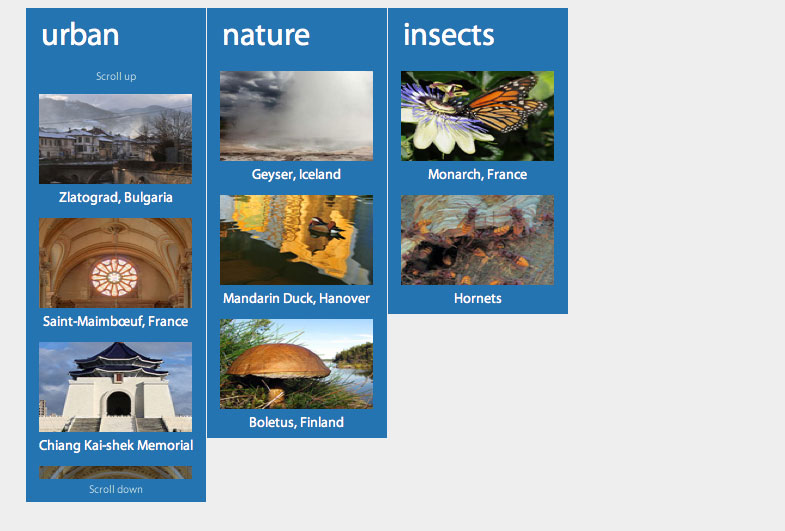 urban
Scroll up
Zlatograd, Bulgaria
Saint-Maimbœuf, France
Chiang Kai-shek Memorial
Scroll down
nature
Geyser, Iceland
Mandarin Duck, Hanover
Boletus, Finland
insects
Monarch, France
Hornets